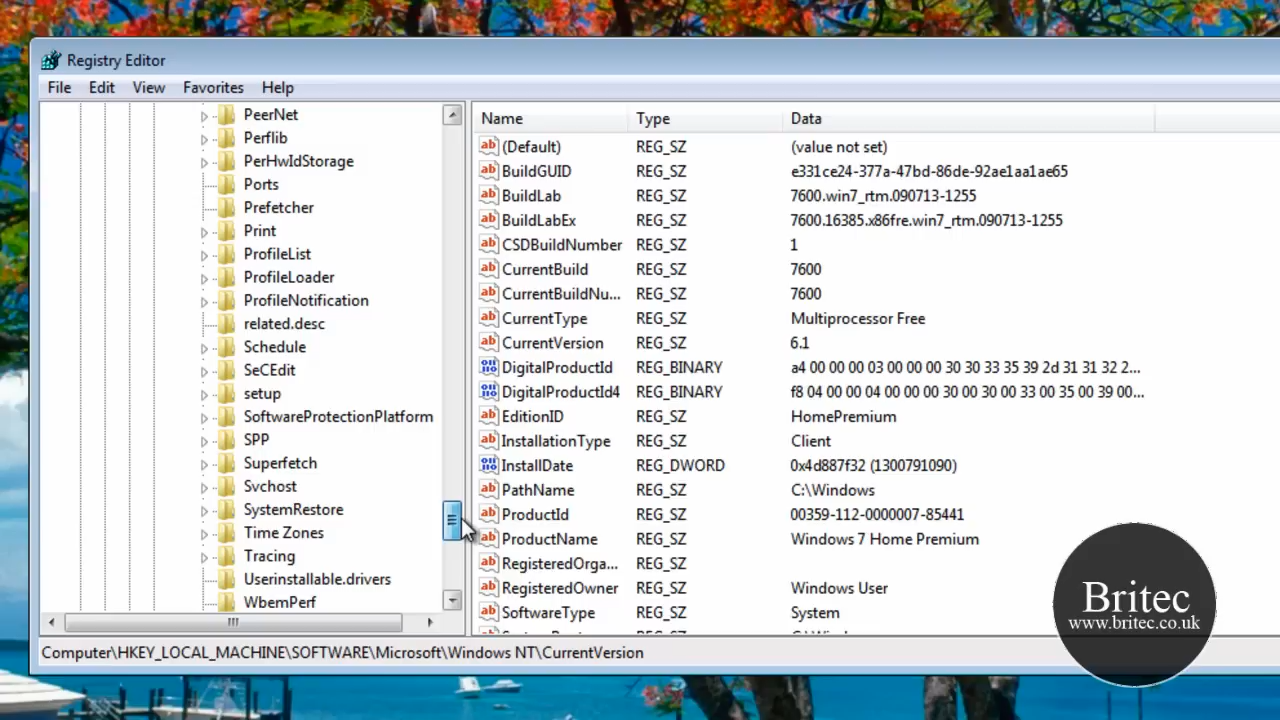 Registry Editor
File Edit View Favorites Help
PeerNet
Perflib
PerHwIdStorage
Ports
Prefetcher
Print
ProfileList
ProfileLoader
ProfileNotification
related.desc
Schedule
SeCEdit
setup
SoftwareProtectionPlatform
SPP
Superfetch
Svchost
SystemRestore
Time Zones
Tracing
Userinstallable.drivers
WbemPerf
Name Type Data
(Default) REG_SZ (value not set)
BuildGUID REG_SZ e331ce24-377a-47bd-86de-92ae1aa1ae65
BuildLab REG_SZ 7600.win7_rtm.090713-1255
BuildLabEx REG_SZ 7600.16385.x86fre.win7_rtm.090713-1255
CSDBuildNumber REG_SZ 1
CurrentBuild REG_SZ 7600
CurrentBuildNu... REG_SZ 7600
CurrentType REG_SZ Multiprocessor Free
CurrentVersion REG_SZ 6.1
DigitalProductId REG_BINARY a4 00 00 00 03 00 00 00 30 30 33 35 39 2d 31 31 32 2...
DigitalProductId4 REG_BINARY f8 04 00 00 04 00 00 00 30 00 30 00 33 00 35 00 39 00...
EditionID REG_SZ HomePremium
InstallationType REG_SZ Client
InstallDate REG_DWORD 0x4d887f32 (1300791090)
PathName REG_SZ C:\Windows
ProductId REG_SZ 00359-112-0000007-85441
ProductName REG_SZ Windows 7 Home Premium
RegisteredOrga... REG_SZ
RegisteredOwner REG_SZ Windows User
SoftwareType REG_SZ System
Computer\HKEY_LOCAL_MACHINE\SOFTWARE\Microsoft\Windows NT\CurrentVersion
Britec
www.britec.co.uk